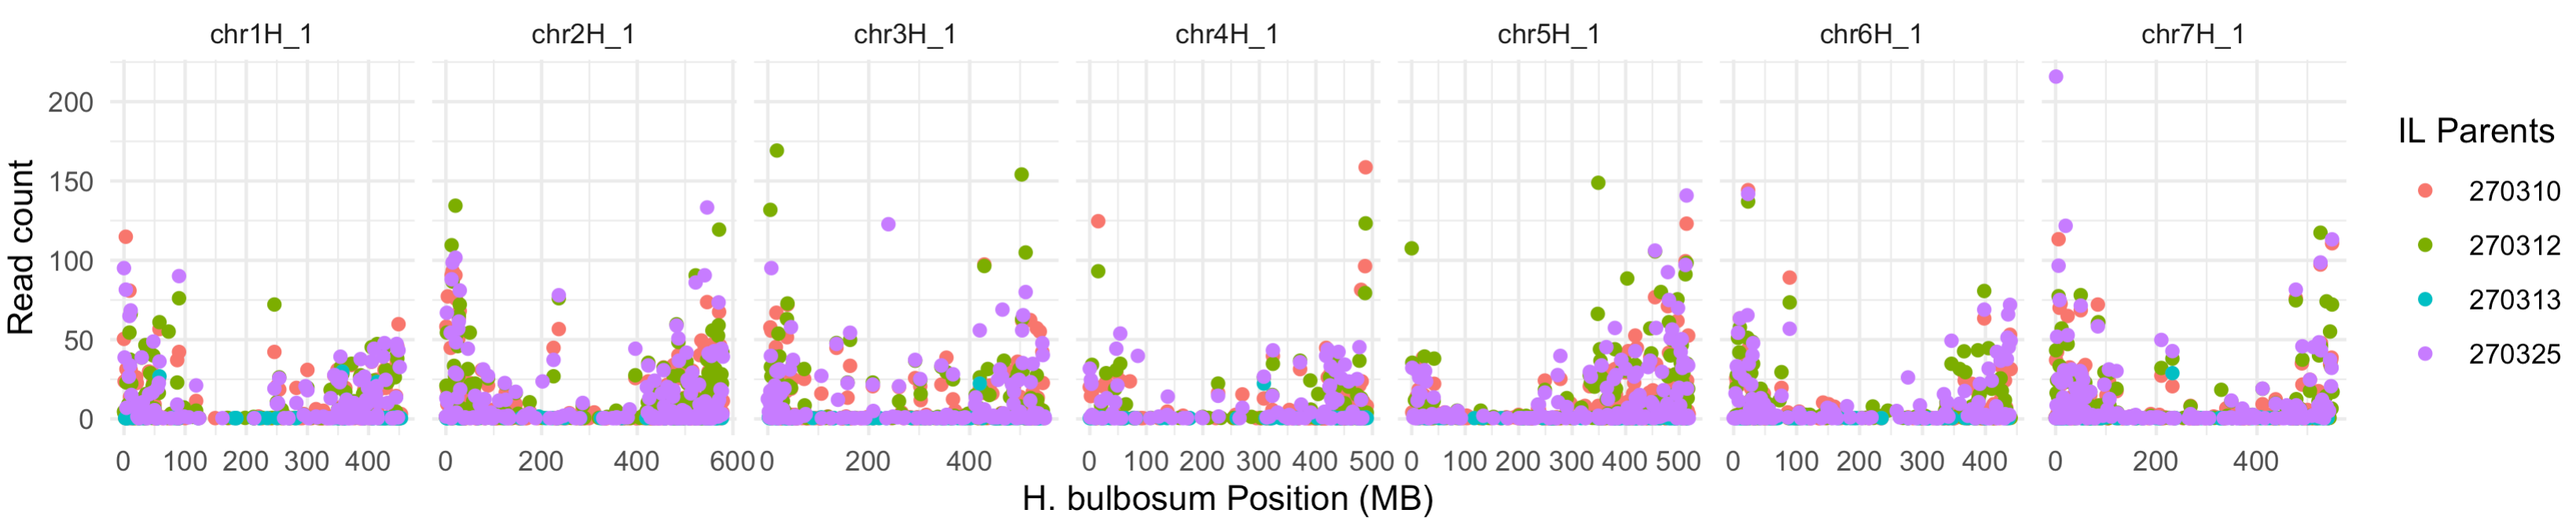 chr1H_1 chr2H_1 chr3H_1 chr4H_1 chr5H_1 chr6H_1 chr7H_1
Read count
200
150
100
50
0
0 100 200 300 400 0 200 400 600 0 200 400 0 100 200 300 400 500 0 100 200 300 400 500 0 100 200 300 400 0 200 400
H. bulbosum Position (MB)
IL Parents
270310
270312
270313
270325